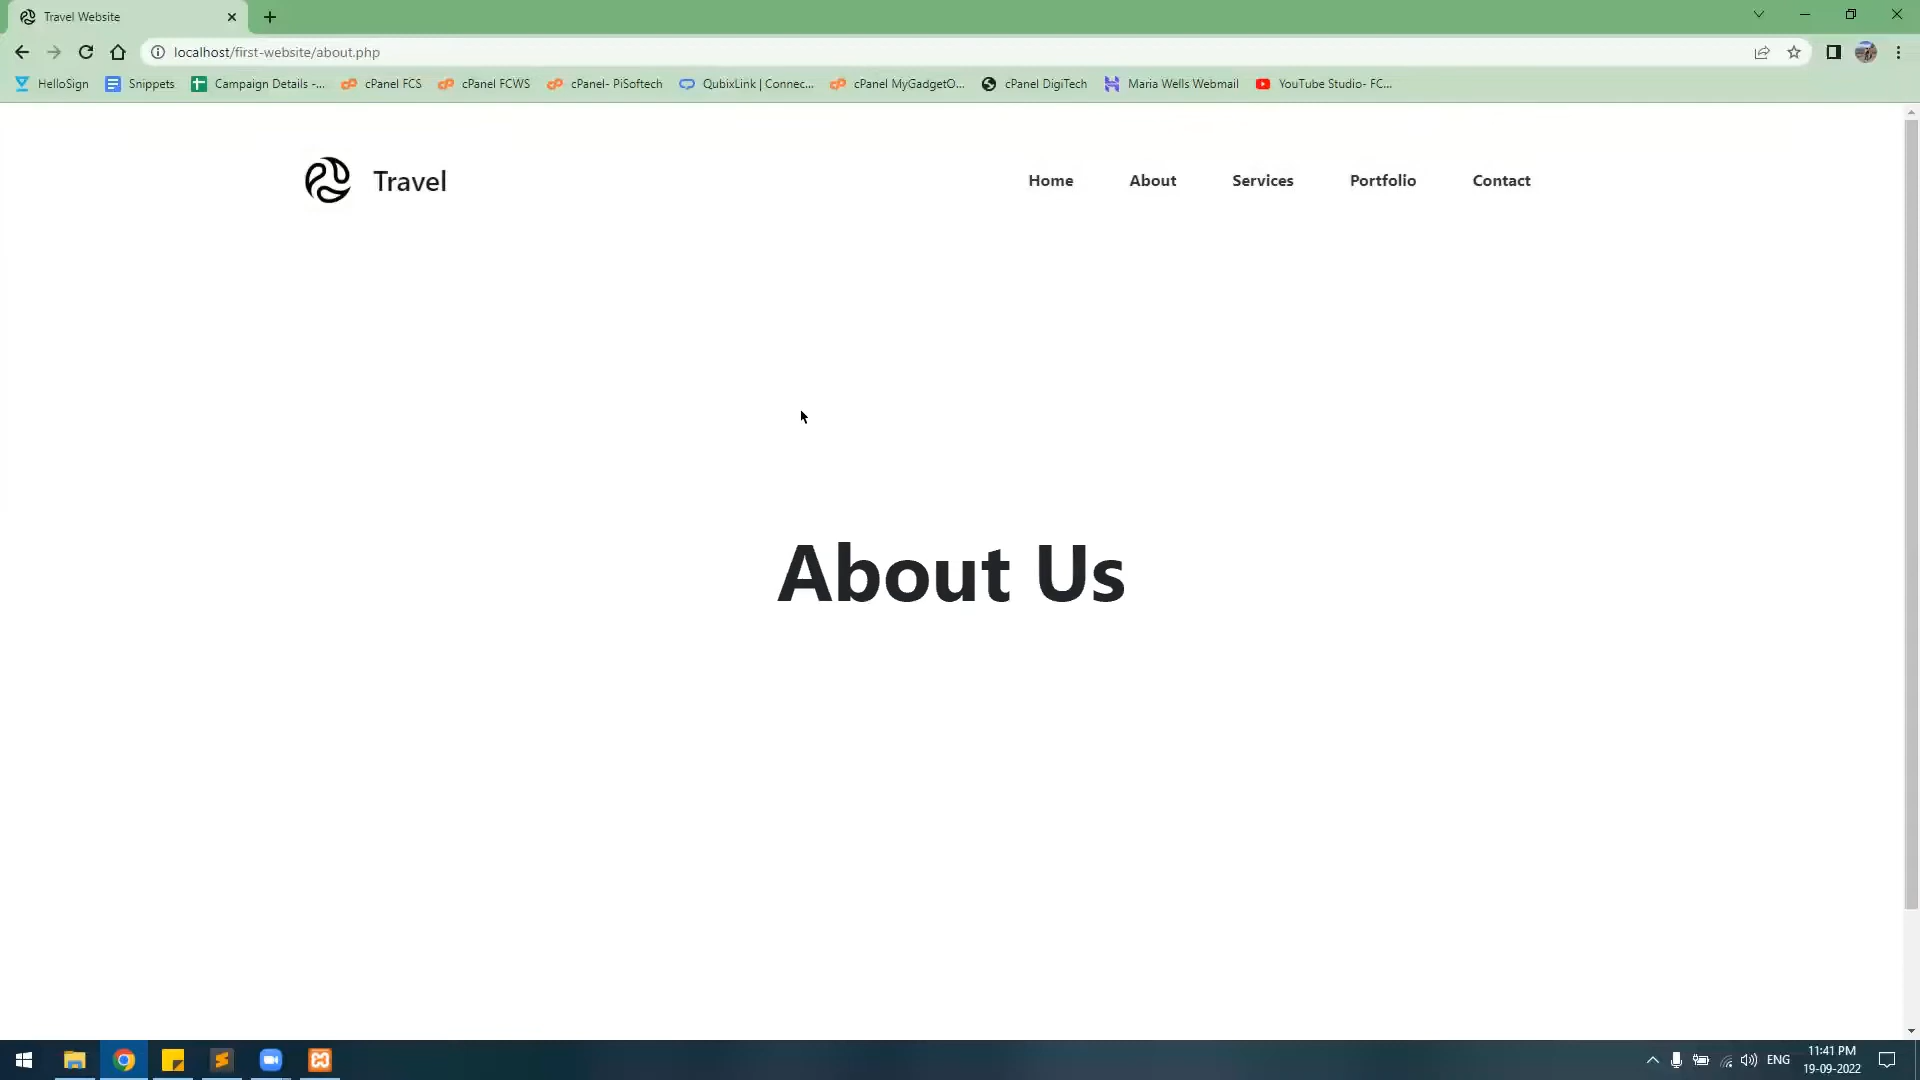 Travel Website
localhost/first-website/about.php
HelloSign Snippets Campaign Details -... cPanel FCS cPanel FCWS cPanel- PiSoftech QubixLink | Connec... cPanel MyGadgetO... cPanel DigiTech Maria Wells Webmail YouTube Studio- FC...
Travel Home About Services Portfolio Contact
About Us
ENG
11:41 PM
19-09-2022